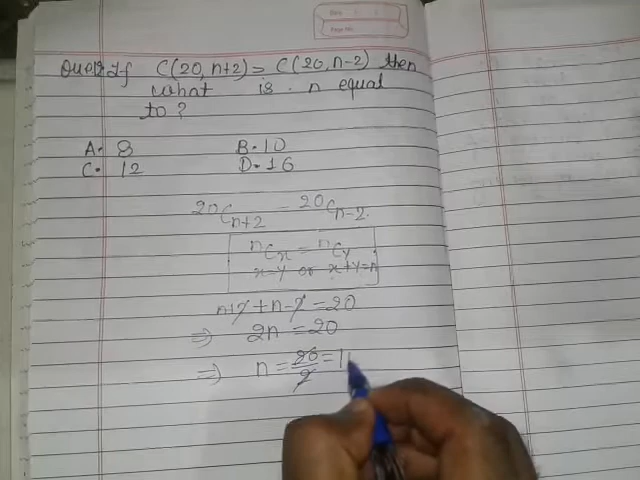 Que12 If C(20, n+2) = C(20, n-2) then
what is n equal
to?
A. 8 B. 10
C. 12 D. 16
20Cn+2 = 20Cn-2.
nCx = nCy
x=y or x+y=n
n+2+n-2=20
⇒ 2n = 20
⇒ n = 20/2 = 1